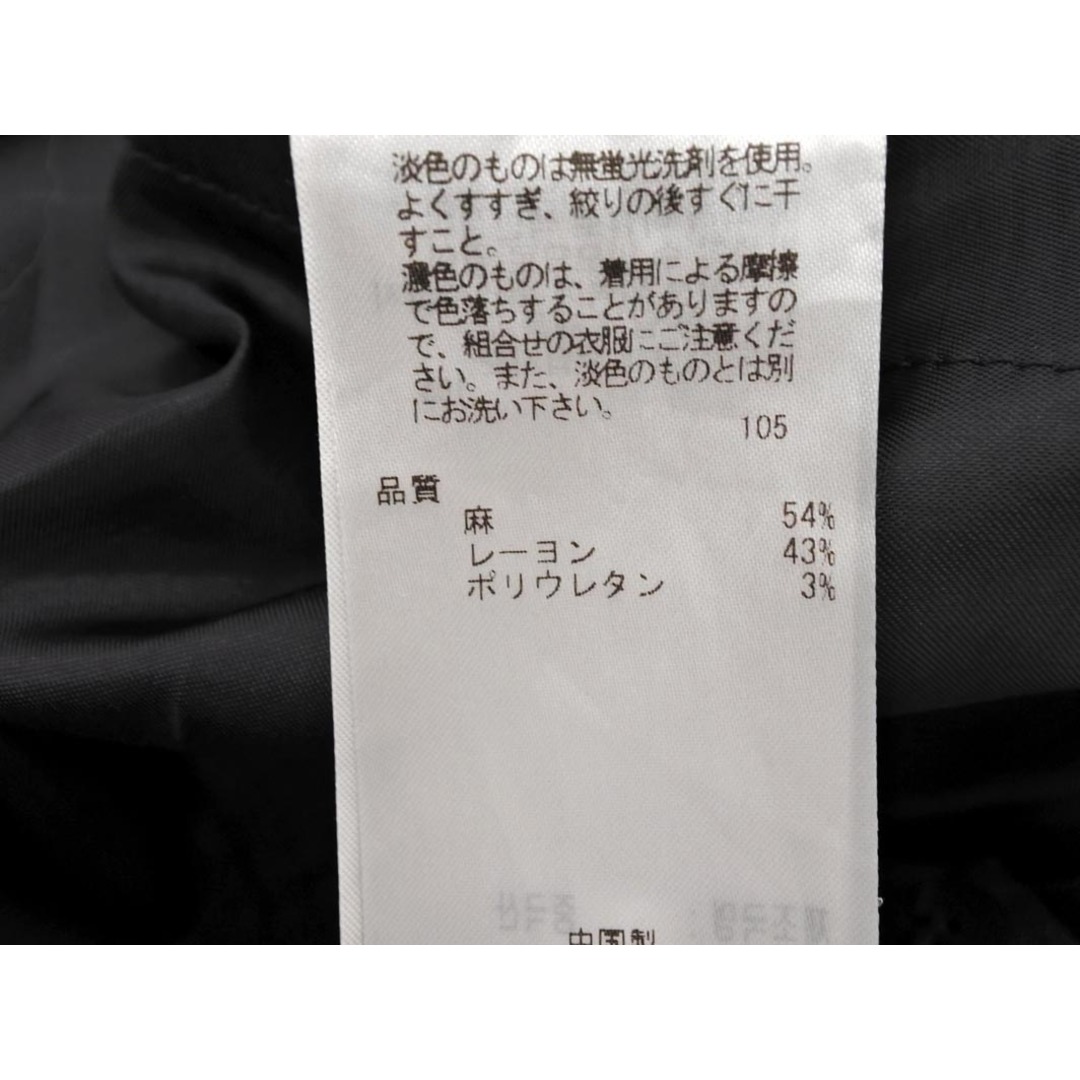 淡色のものは無蛍光洗剤を使用。
よくすすぎ、絞りの後すぐに干
すこと。
濃色のものは、着用による摩擦
で色落ちすることがありますの
で、組合せの衣服にご注意くだ
さい。また、淡色のものとは別
にお洗い下さい。
105
品質
麻 54%
レーヨン 43%
ポリウレタン 3%
中国製